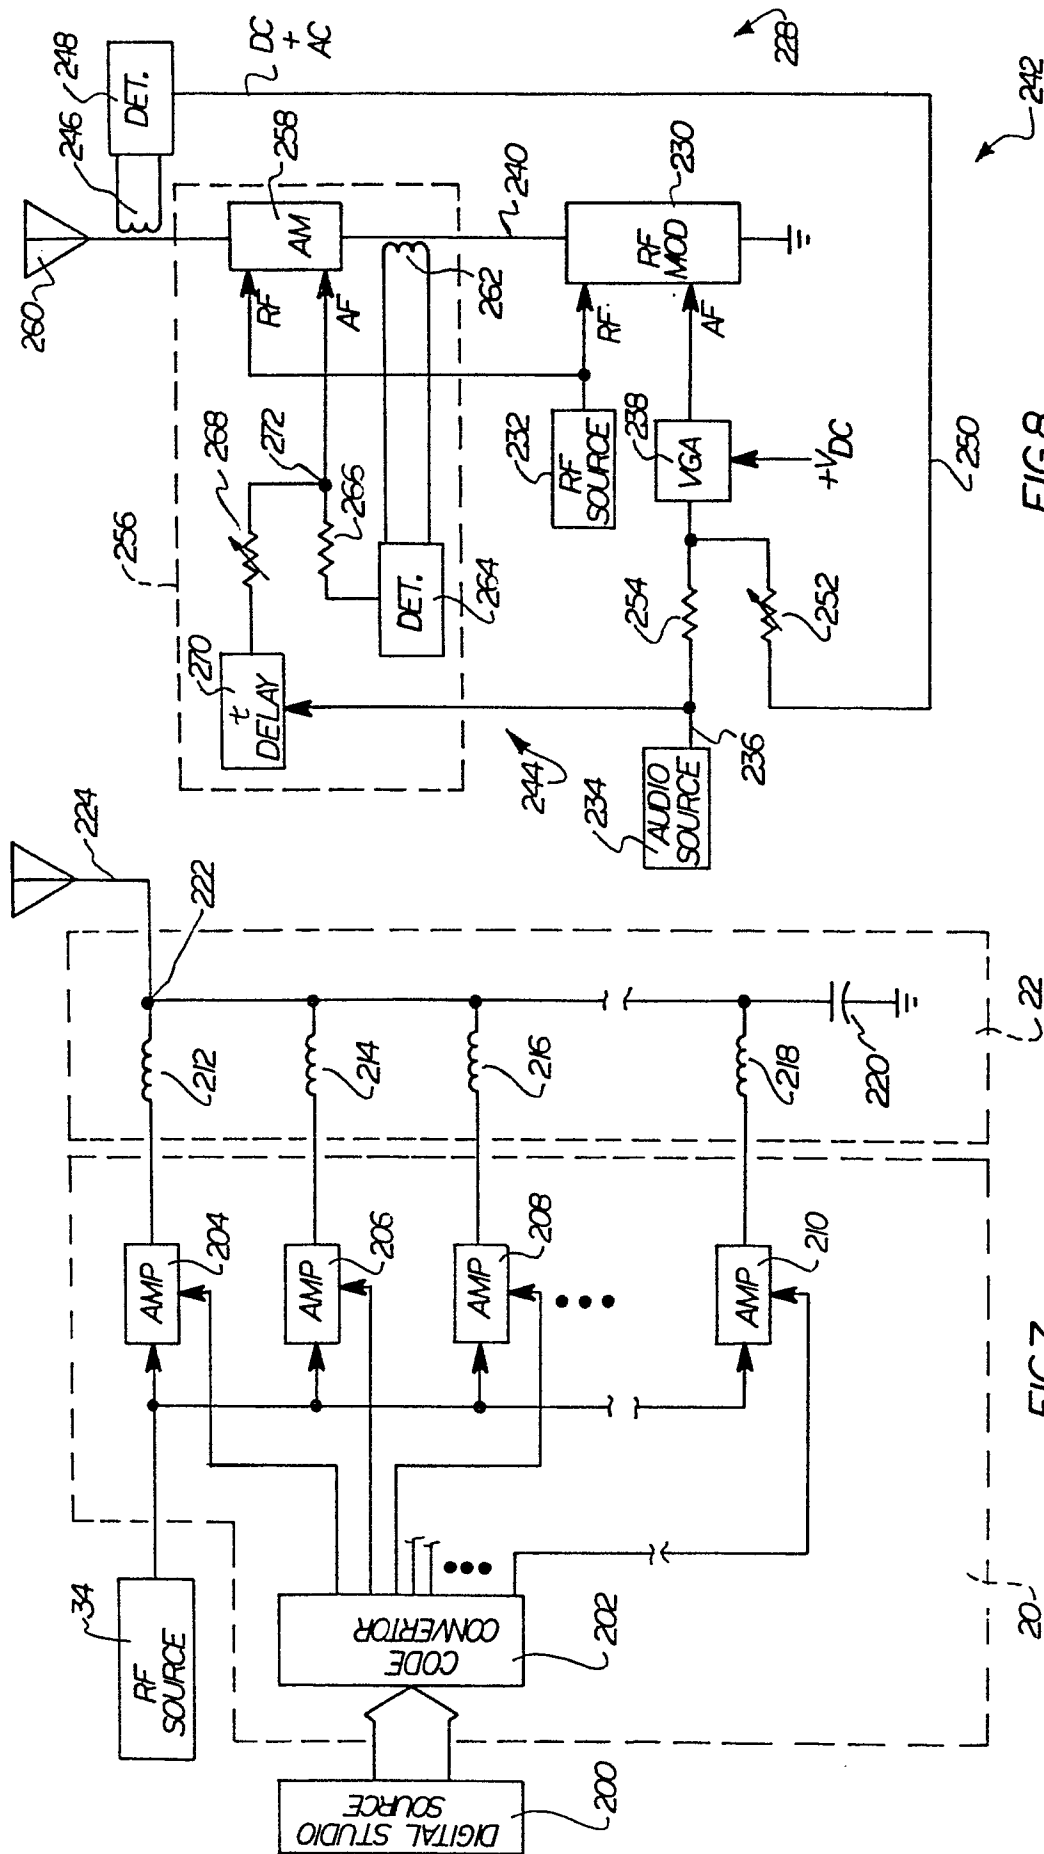 34
RF
SOURCE
DIGITAL STUDIO
SOURCE
200
CODE
CONVERTOR
202
AMP
204
AMP
206
AMP
208
AMP
210
212
214
216
218
220
222
224
20
22
FIG.7
260
246
248
DET.
DC
+
AC
228
242
256
258
AM
RF
AF
240
262
230
RF
MOD
RF
AF
268
272
266
270
t
DELAY
DET.
264
232
RF
SOURCE
238
VGA
+VDC
254
252
250
244
234
AUDIO
SOURCE
236
FIG.8